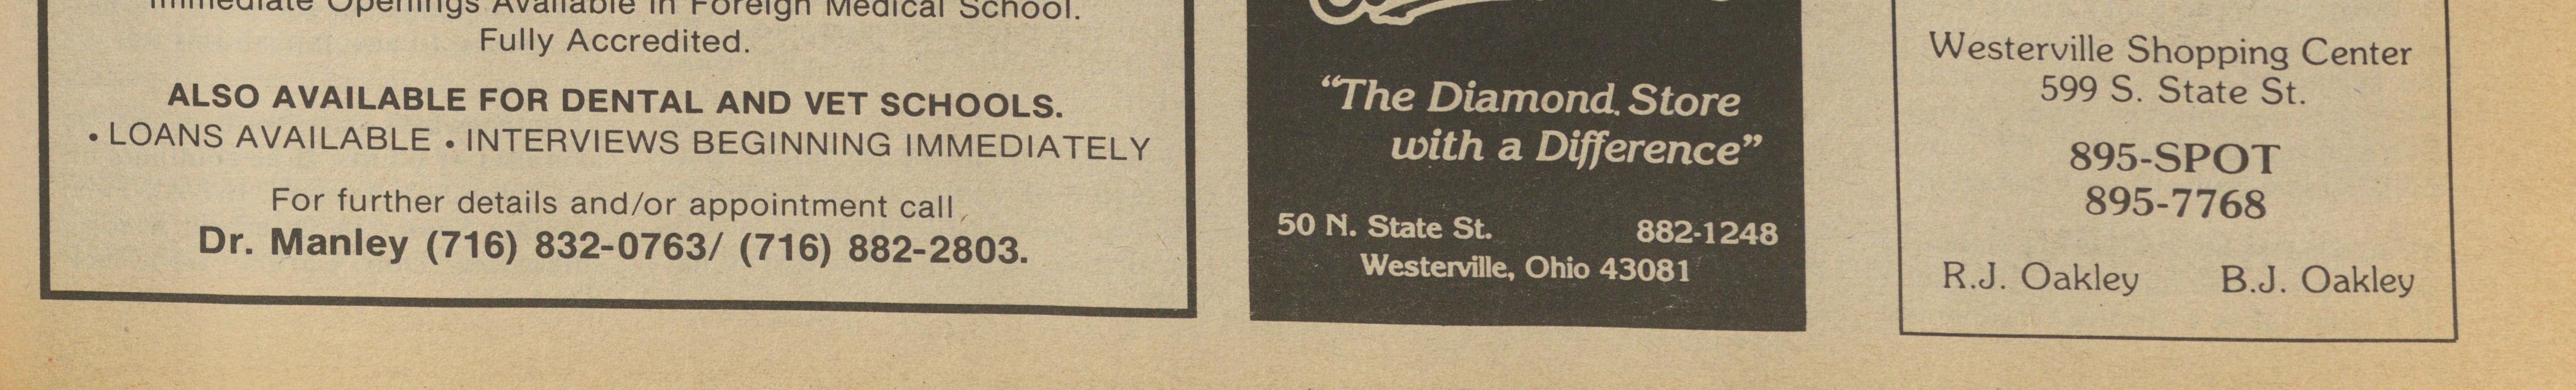 Immediate Openings Available in Foreign Medical School.
Fully Accredited.
ALSO AVAILABLE FOR DENTAL AND VET SCHOOLS.
• LOANS AVAILABLE • INTERVIEWS BEGINNING IMMEDIATELY
For further details and/or appointment call
Dr. Manley (716) 832-0763/ (716) 882-2803.
“The Diamond Store
with a Difference”
50 N. State St. 882-1248
Westerville, Ohio 43081
Westerville Shopping Center
599 S. State St.
895-SPOT
895-7768
R.J. Oakley B.J. Oakley